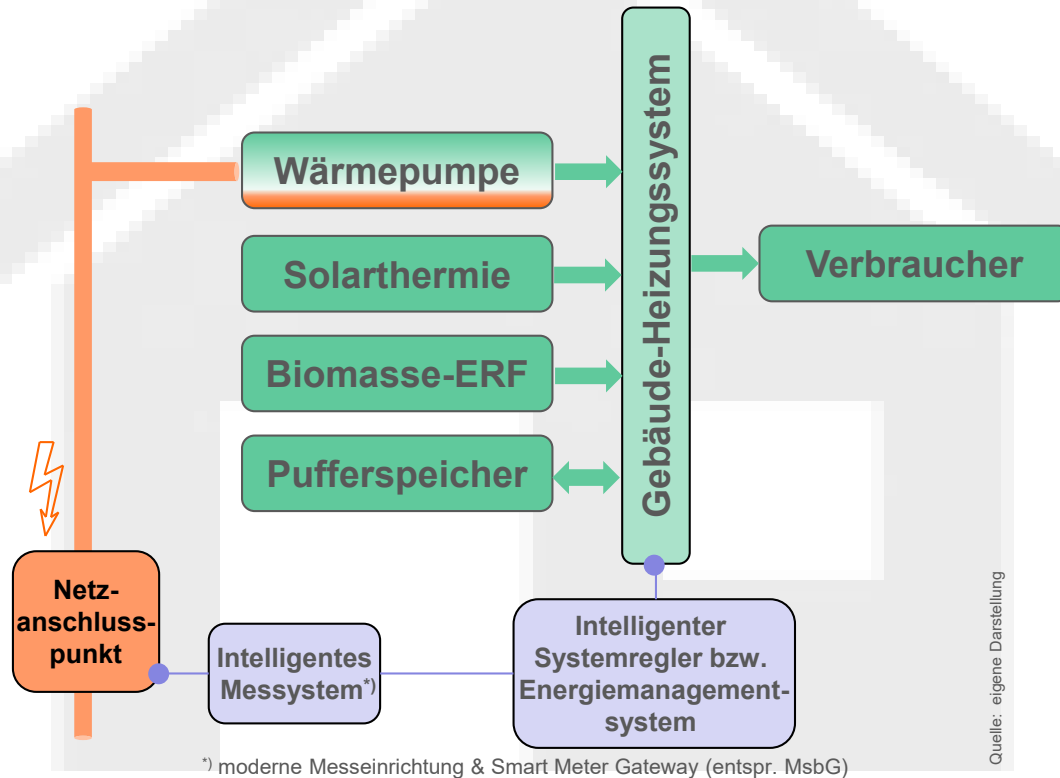 Gebäude-Heizungssystem
Wärmepumpe
Solarthermie
Verbraucher
Biomasse-ERF
Pufferspeicher
Netz-
anschluss-
punkt
Intelligentes
Messystem*)
Intelligenter
Systemregler bzw.
Energiemanagement-
system
Quelle: eigene Darstellung
*) moderne Messeinrichtung & Smart Meter Gateway (entspr. MsbG)